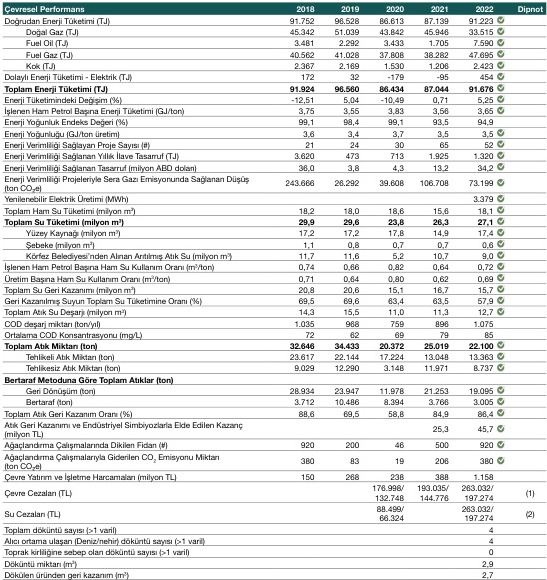 Çevresel Performans 2018 2019 2020 2021 2022 Dipnot
Doğrudan Enerji Tüketimi (TJ) 91.752 96.528 86.613 87.139 91.223
Doğal Gaz (TJ) 45.342 51.039 43.842 45.946 33.515
Fuel Oil (TJ) 3.481 2.292 3.433 1.705 7.590
Fuel Gaz (TJ) 40.562 41.028 37.808 38.282 47.695
Kok (TJ) 2.367 2.169 1.530 1.206 2.423
Dolaylı Enerji Tüketimi - Elektrik (TJ) 172 32 -179 -95 454
Toplam Enerji Tüketimi (TJ) 91.924 96.560 86.434 87.044 91.676
Enerji Tüketimindeki Değişim (%) -12,51 5,04 -10,49 0,71 5,25
İşlenen Ham Petrol Başına Enerji Tüketimi (GJ/ton) 3,75 3,55 3,83 3,56 3,65
Enerji Yoğunluk Endeks Değeri (%) 99,1 98,4 99,1 93,5 94,9
Enerji Yoğunluğu (GJ/ton üretim) 3,6 3,4 3,7 3,5 3,5
Enerji Verimliliği Sağlayan Proje Sayısı (#) 21 24 30 65 52
Enerji Verimliliği Sağlanan Yıllık İlave Tasarruf (TJ) 3.620 473 713 1.925 1.320
Enerji Verimliliği Sağlanan Tasarruf (milyon ABD doları) 36,0 3,8 4,3 13,2 34,2
Enerji Verimliliği Projeleriyle Sera Gazı Emisyonunda Sağlanan Düşüş
(ton CO₂e) 243.666 26.292 39.608 106.708 73.199
Yenilenebilir Elektrik Üretimi (MWh) 3.379
Toplam Ham Su Tüketimi (milyon m³) 18,2 18,0 18,6 15,6 18,1
Toplam Su Tüketimi (milyon m³) 29,9 29,6 23,8 26,3 27,1
Yüzey Kaynağı (milyon m³) 17,2 17,2 17,8 14,9 17,4
Şebeke (milyon m³) 1,1 0,8 0,7 0,7 0,6
Körfez Belediyesi'nden Alınan Arıtılmış Atık Su (milyon m³) 11,7 11,6 5,2 10,7 9,0
İşlenen Ham Petrol Başına Ham Su Kullanım Oranı (m³/ton) 0,74 0,66 0,82 0,64 0,72
Üretim Başına Ham Su Kullanım Oranı (m³/ton) 0,71 0,64 0,80 0,62 0,69
Toplam Su Geri Kazanımı (milyon m³) 20,8 20,6 15,1 16,7 15,7
Geri Kazanılmış Suyun Toplam Su Tüketimine Oranı (%) 69,5 69,6 63,4 63,5 57,9
Toplam Atık Su Deşarjı (milyon m³) 14,3 15,5 11,0 11,3 12,7
COD deşarj miktarı (ton/yıl) 1.035 968 759 896 1.075
Ortalama COD Konsantrasyonu (mg/L) 72 62 69 79 85
Toplam Atık Miktarı (ton) 32.646 34.433 20.372 25.019 22.100
Tehlikeli Atık Miktarı (ton) 23.617 22.144 17.224 13.048 13.363
Tehlikesiz Atık Miktarı (ton) 9.029 12.290 3.148 11.971 8.737
Bertaraf Metoduna Göre Toplam Atıklar (ton)
Geri Dönüşüm (ton) 28.934 23.947 11.978 21.253 19.095
Bertaraf (ton) 3.712 10.486 8.394 3.766 3.005
Toplam Atık Geri Kazanım Oranı (%) 88,6 69,5 58,8 84,9 86,4
Atık Geri Kazanımı ve Endüstriyel Simbiyozlarla Elde Edilen Kazanç
(milyon TL) 25,3 45,7
Ağaçlandırma Çalışmalarında Dikilen Fidan (#) 920 200 46 500 920
Ağaçlandırma Çalışmalarıyla Giderilen CO₂ Emisyonu Miktarı
(ton CO₂e) 380 83 19 206 380
Çevre Yatırım ve İşletme Harcamaları (milyon TL) 150 268 238 388 1.158
Çevre Cezaları (TL) 176.998/ 193.035/ 263.032/ (1)
132.748 144.776 197.274
Su Cezaları (TL) 88.499/ 263.032/ (2)
66.324 197.274
Toplam döküntü sayısı (>1 varil) 4
Alıcı ortama ulaşan (Deniz/nehir) döküntü sayısı (>1 varil) 4
Toprak kirliliğine sebep olan döküntü sayısı (>1 varil) 0
Döküntü miktarı (m³) 2,9
Dökülen üründen geri kazanım (m³) 2,7